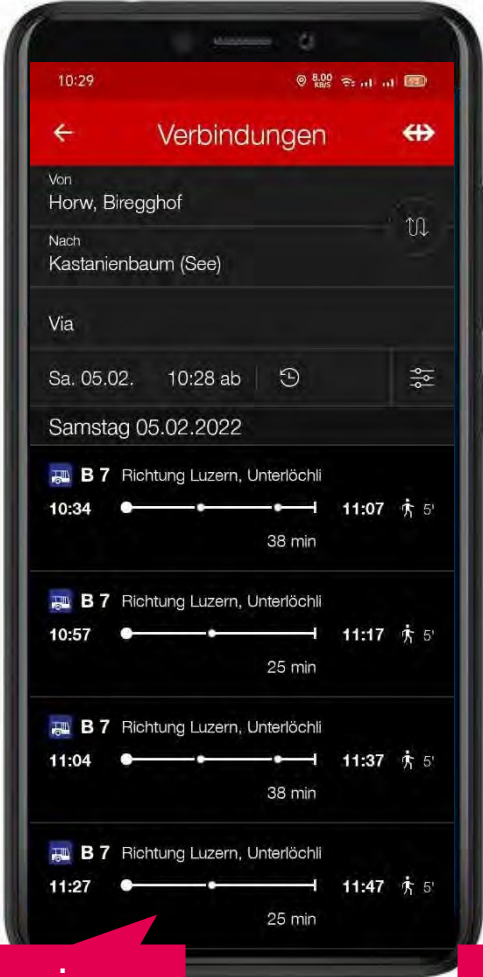 10:29
8.00
KB/S
Verbindungen
Von
Horw, Biregghof
Nach
Kastanienbaum (See)
Via
Sa. 05.02. 10:28 ab
Samstag 05.02.2022
B 7 Richtung Luzern, Unterlöchli
10:34 11:07 5'
38 min
B 7 Richtung Luzern, Unterlöchli
10:57 11:17 5'
25 min
B 7 Richtung Luzern, Unterlöchli
11:04 11:37 5'
38 min
B 7 Richtung Luzern, Unterlöchli
11:27 11:47 5'
25 min